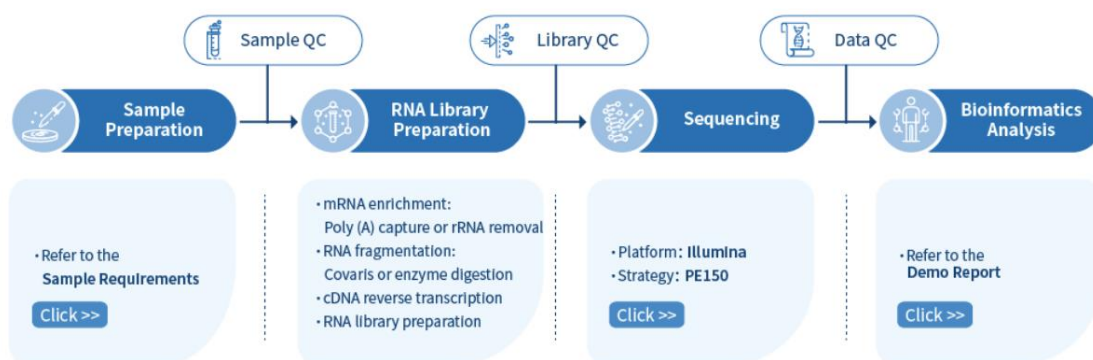 Sample QC
Library QC
Data QC
Sample
Preparation
RNA Library
Preparation
Sequencing
Bioinformatics
Analysis
• Refer to the
Sample Requirements
Click >>
• mRNA enrichment:
Poly (A) capture or rRNA removal
• RNA fragmentation:
Covaris or enzyme digestion
• cDNA reverse transcription
• RNA library preparation
• Platform: Illumina
• Strategy: PE150
Click >>
• Refer to the
Demo Report
Click >>